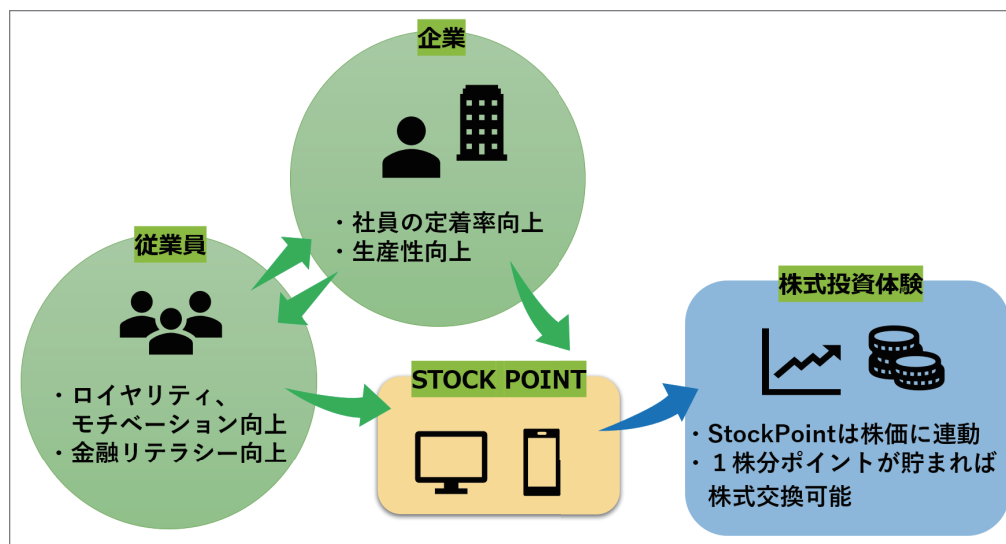 企業
・社員の定着率向上
・生産性向上
従業員
・ロイヤリティ、
モチベーション向上
・金融リテラシー向上
STOCK POINT
株式投資体験
・StockPointは株価に連動
・１株分ポイントが貯まれば
株式交換可能